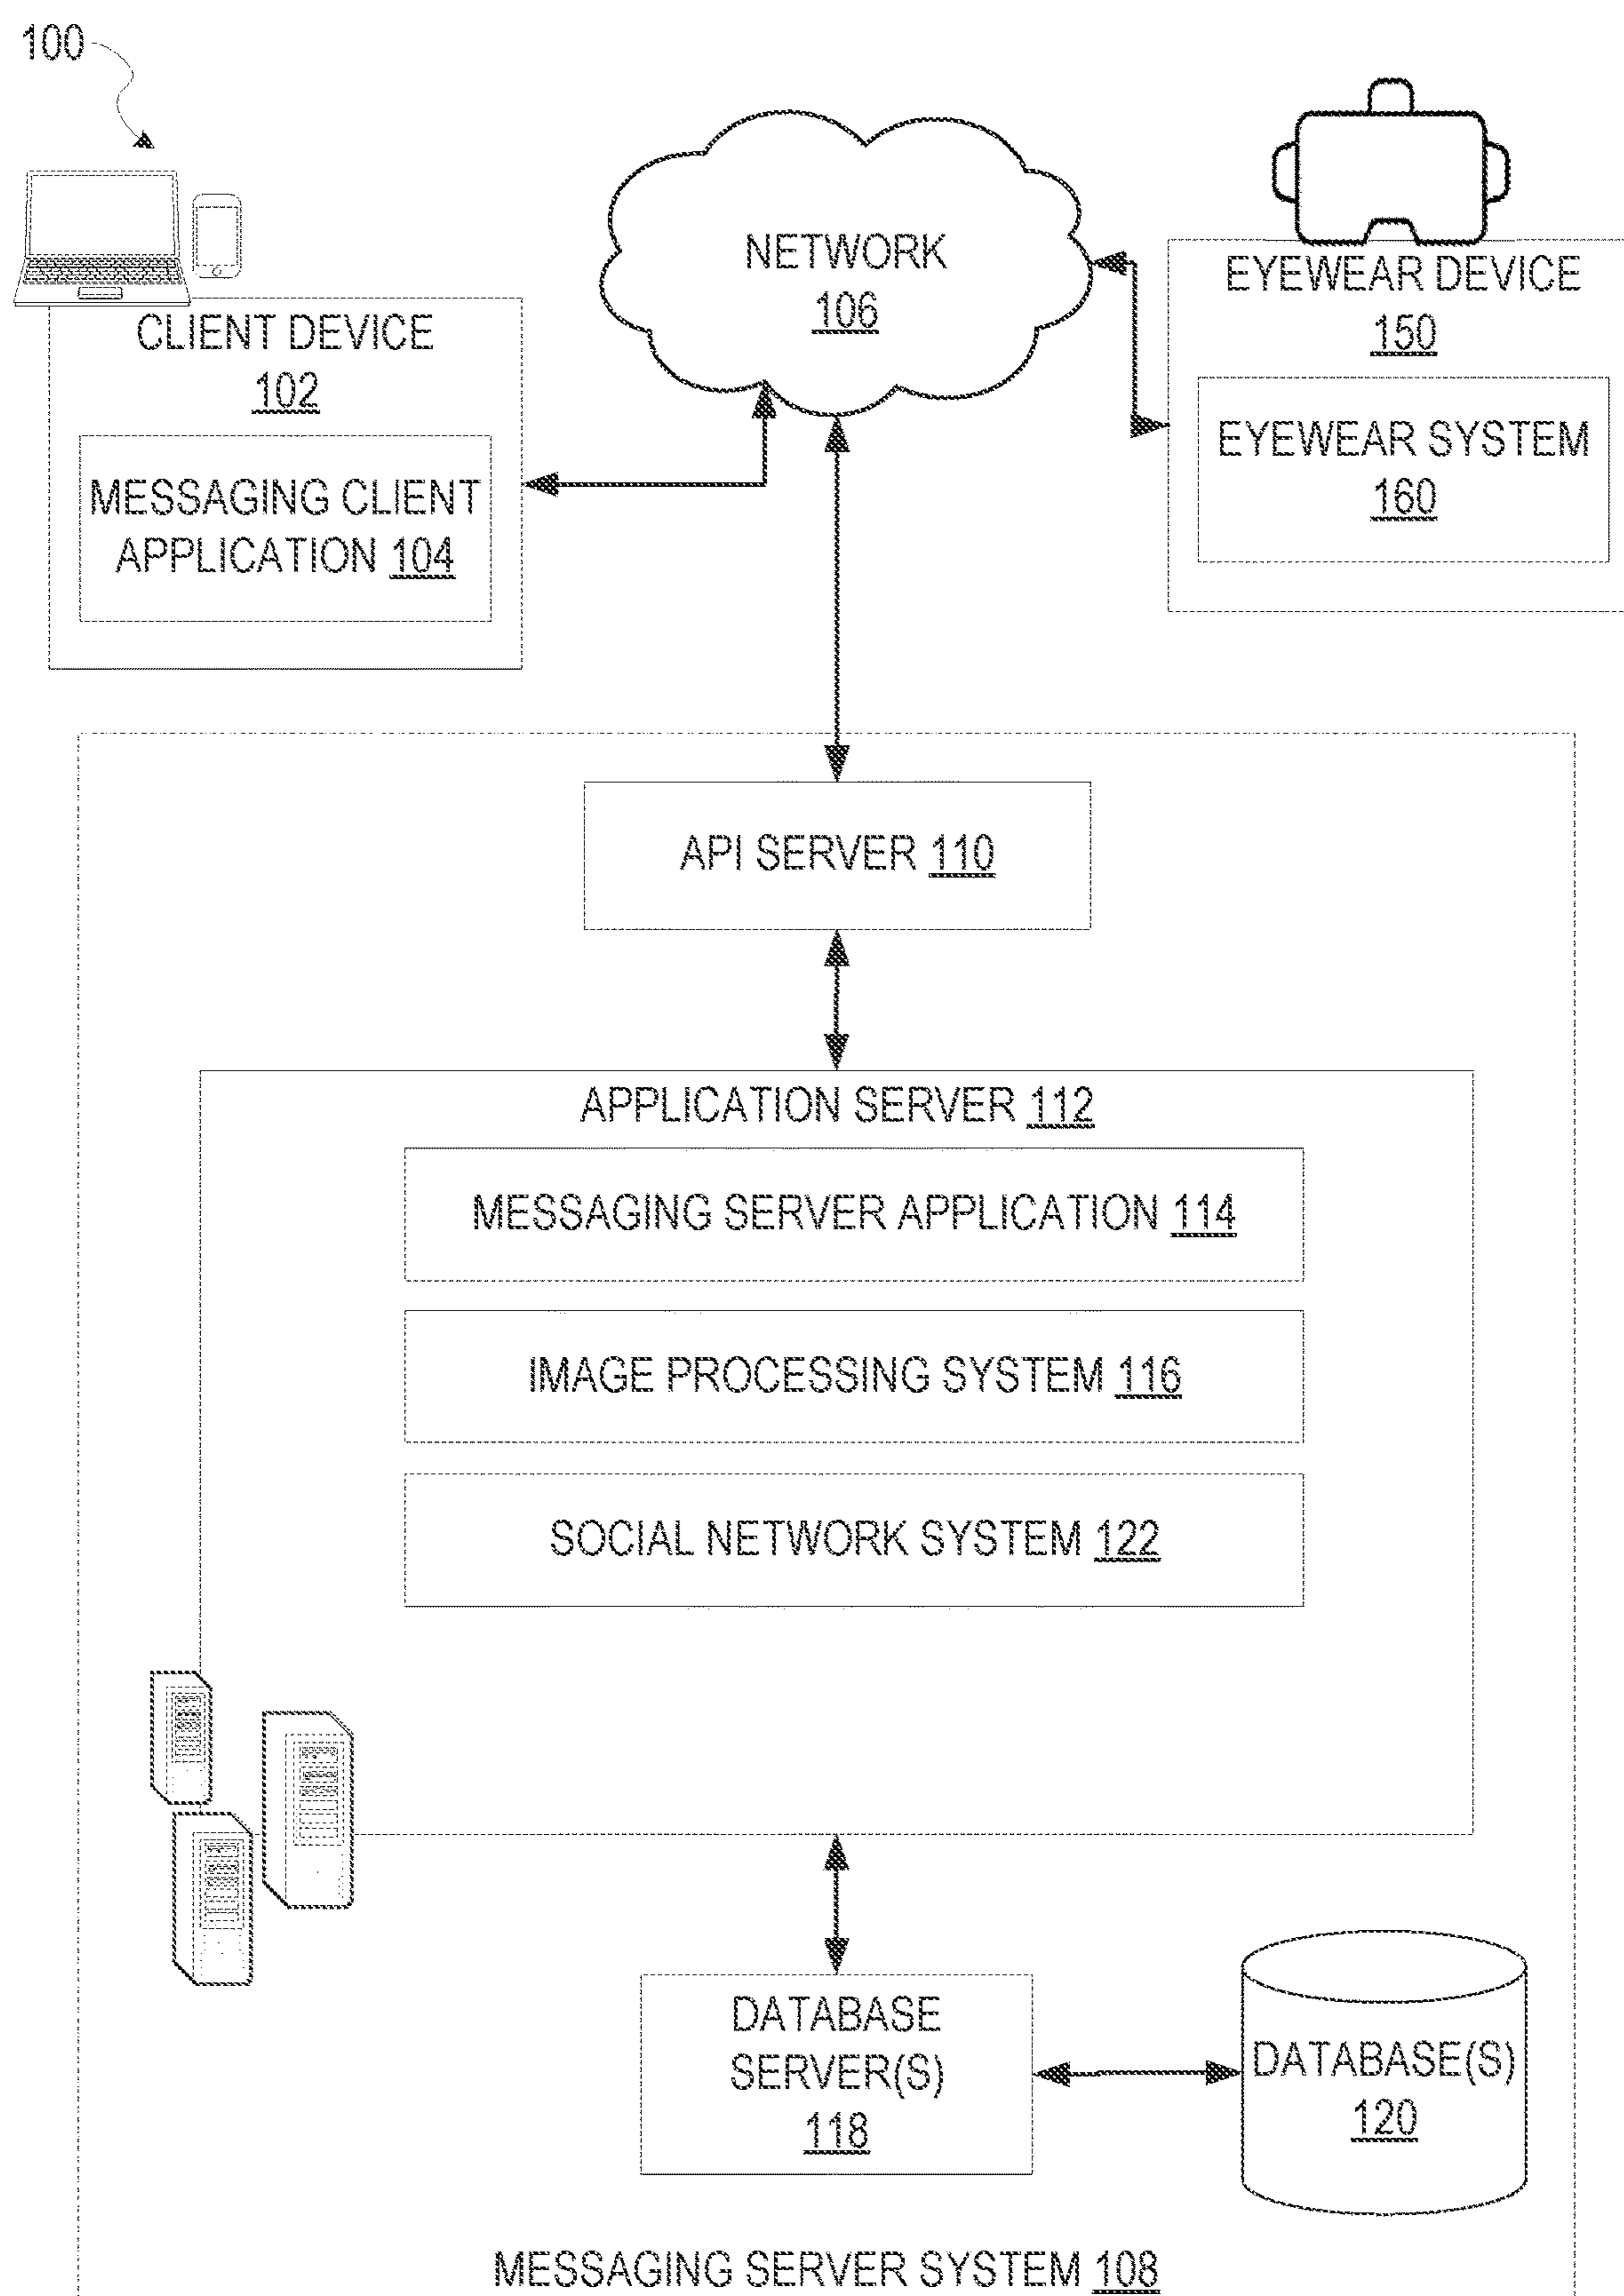 100
NETWORK
106
EYEWEAR DEVICE
150
EYEWEAR SYSTEM
160
CLIENT DEVICE
102
MESSAGING CLIENT
APPLICATION 104
API SERVER 110
APPLICATION SERVER 112
MESSAGING SERVER APPLICATION 114
IMAGE PROCESSING SYSTEM 116
SOCIAL NETWORK SYSTEM 122
DATABASE
SERVER(S)
118
DATABASE(S)
120
MESSAGING SERVER SYSTEM 108